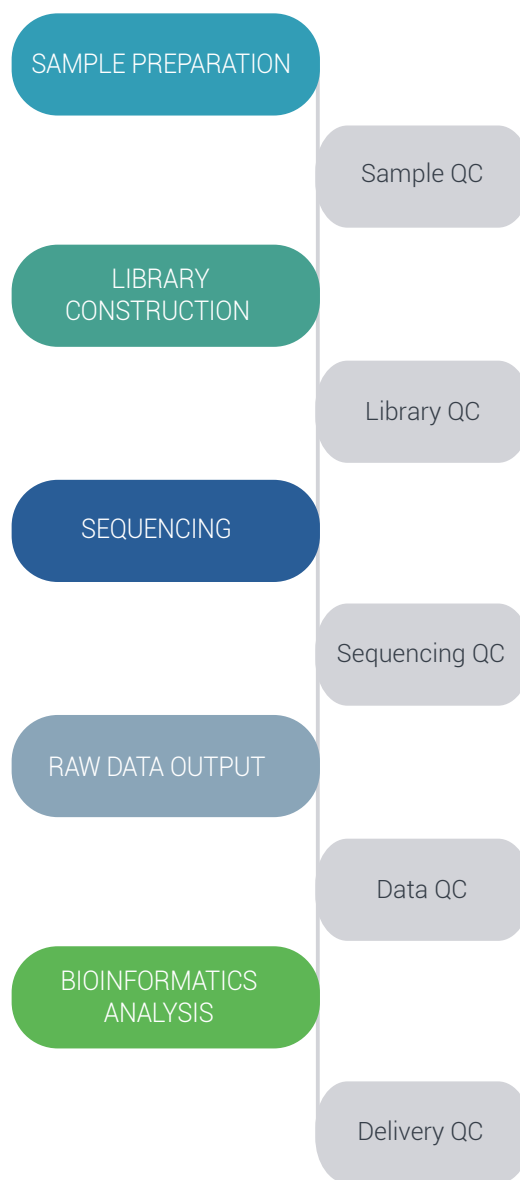 SAMPLE PREPARATION
Sample QC
LIBRARY
CONSTRUCTION
Library QC
SEQUENCING
Sequencing QC
RAW DATA OUTPUT
Data QC
BIOINFORMATICS
ANALYSIS
Delivery QC